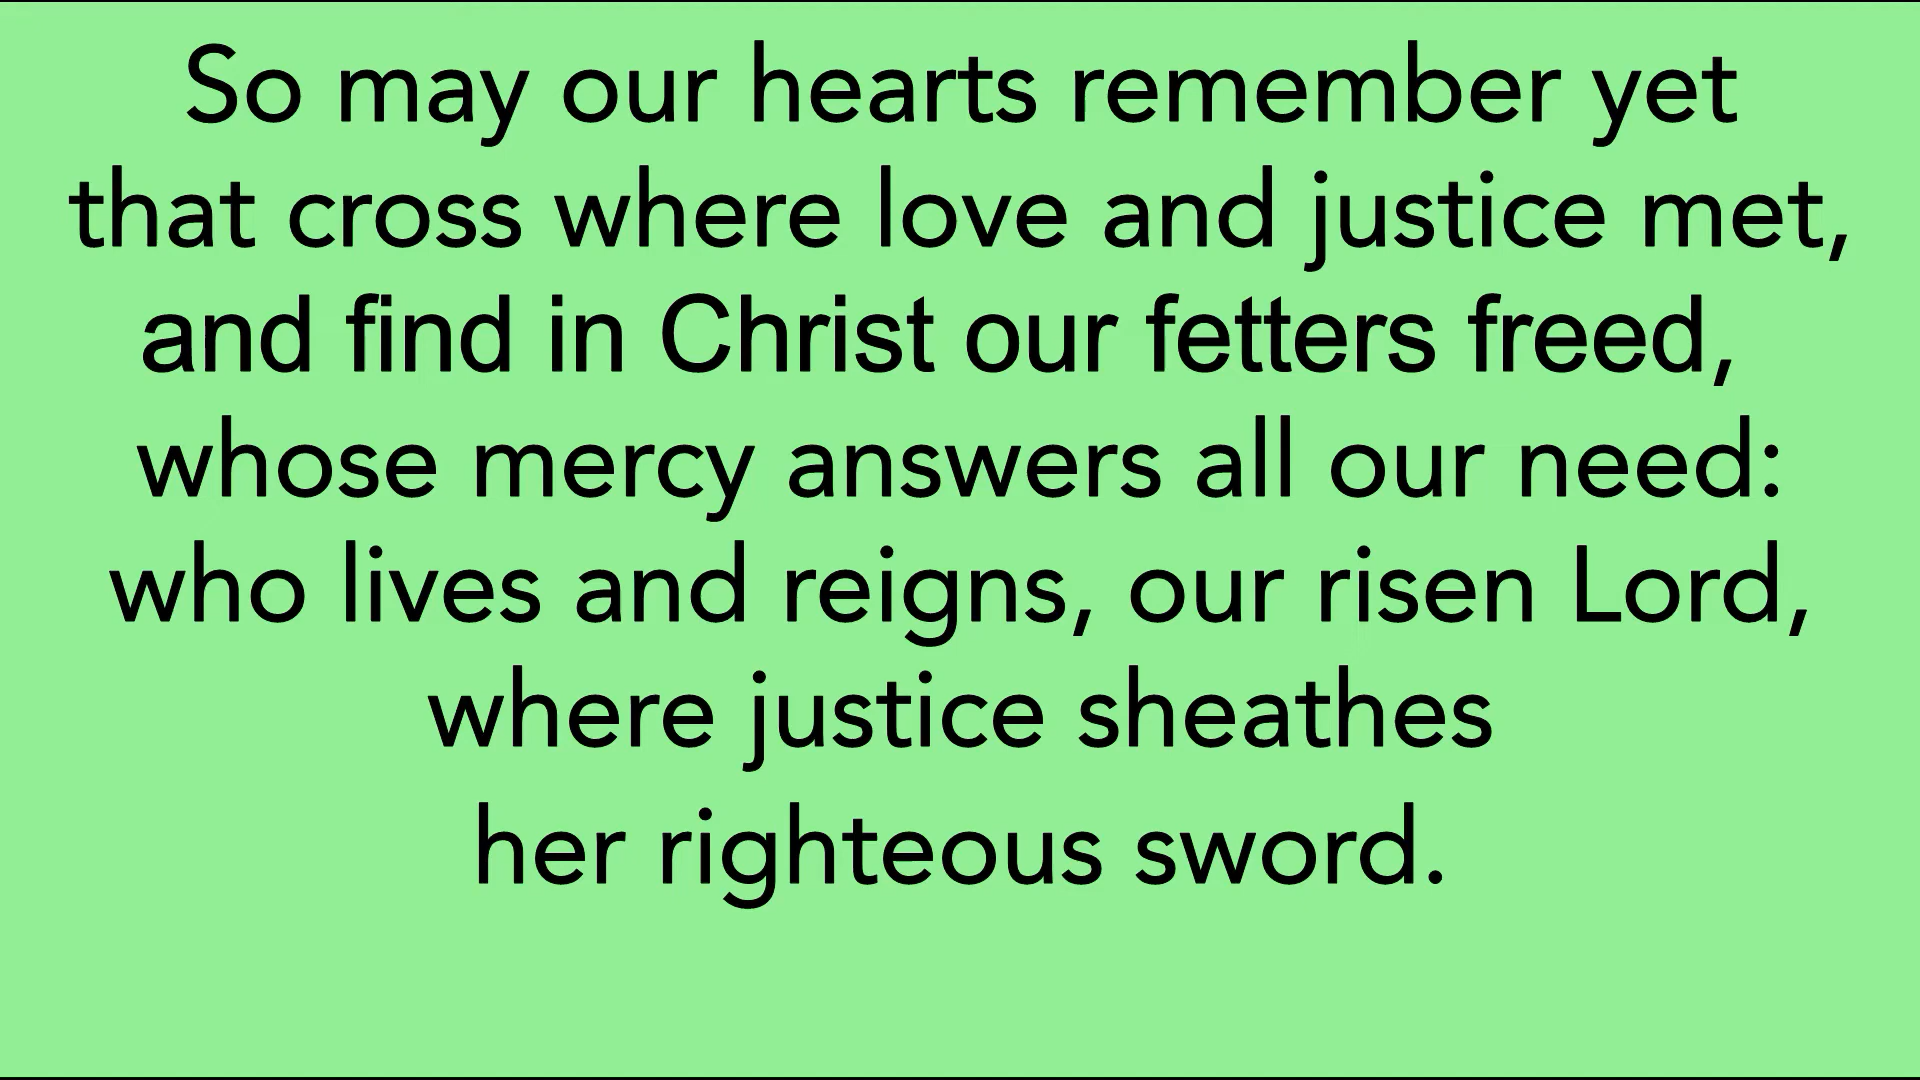 So may our hearts remember yet
that cross where love and justice met,
and find in Christ our fetters freed,
whose mercy answers all our need:
who lives and reigns, our risen Lord,
where justice sheathes
her righteous sword.